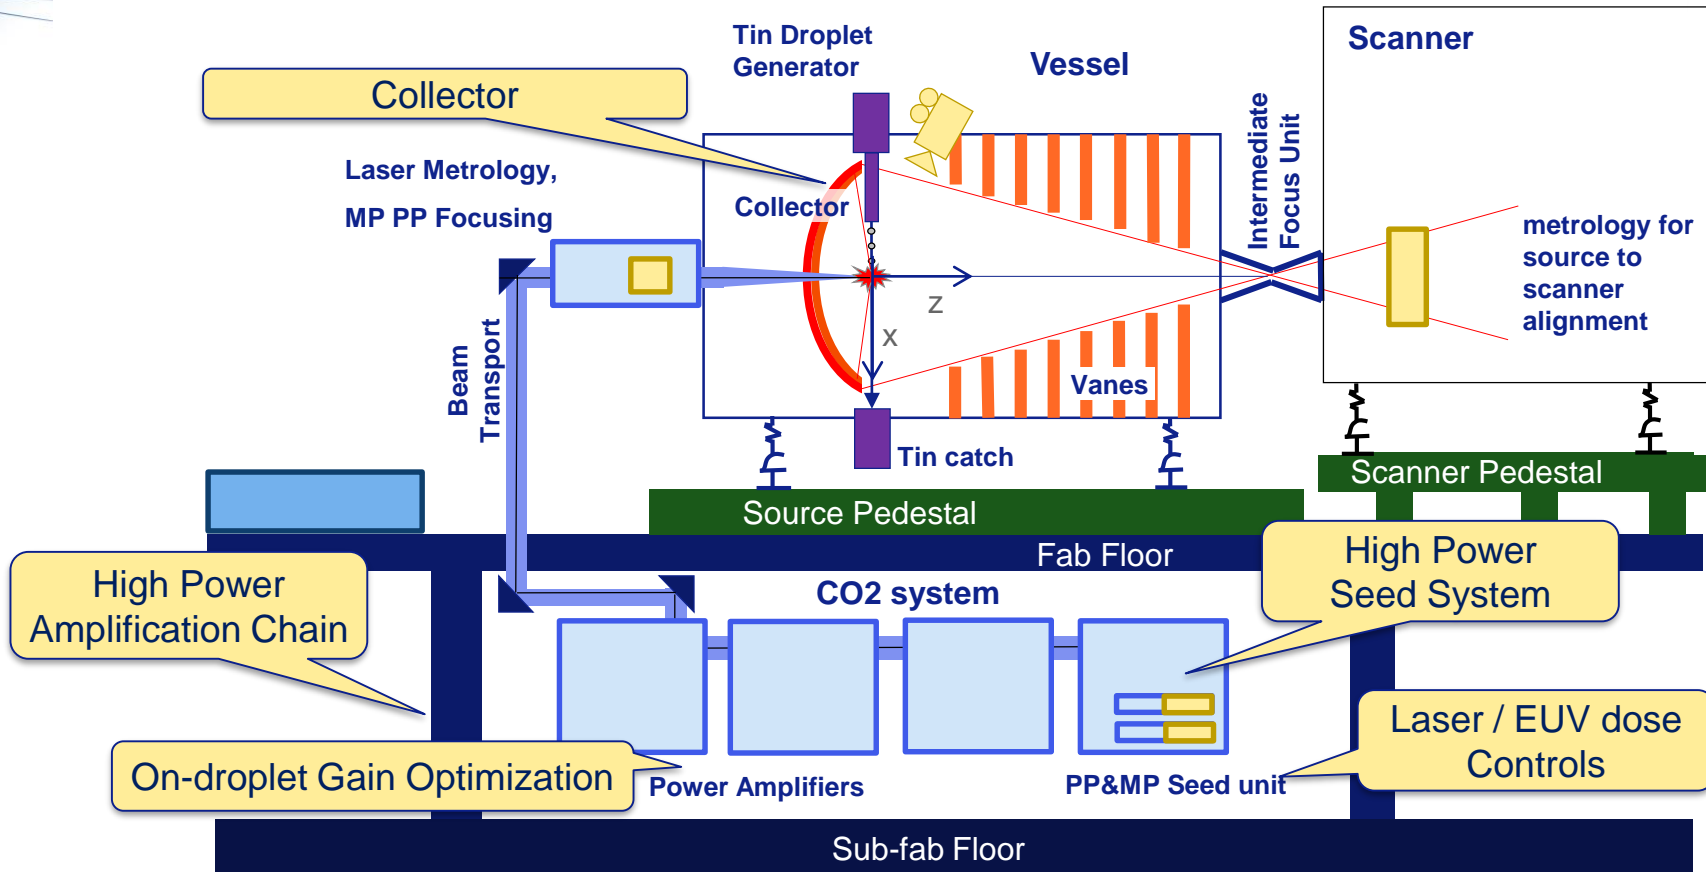 Tin Droplet
Generator
Vessel
Scanner
Collector
Intermediate
Focus Unit
Laser Metrology,
MP PP Focusing
Collector
metrology for
source to
scanner
alignment
z
x
Beam
Transport
Vanes
Tin catch
Scanner Pedestal
Source Pedestal
Fab Floor
High Power
Seed System
High Power
Amplification Chain
CO2 system
Laser / EUV dose
Controls
On-droplet Gain Optimization
Power Amplifiers
PP&MP Seed unit
Sub-fab Floor